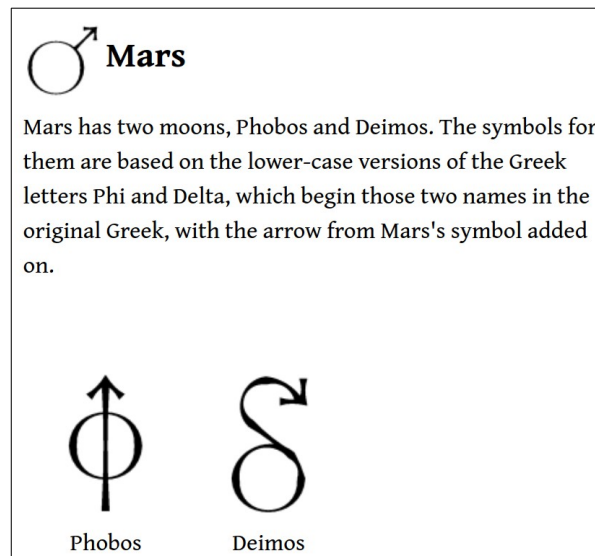 Mars
Mars has two moons, Phobos and Deimos. The symbols for
them are based on the lower-case versions of the Greek
letters Phi and Delta, which begin those two names in the
original Greek, with the arrow from Mars's symbol added
on.
Phobos Deimos